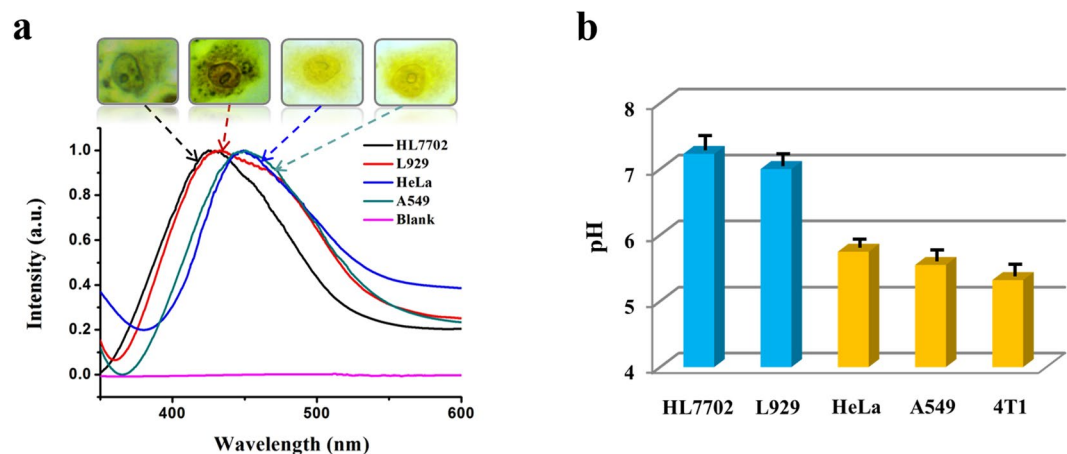 a
HL7702
L929
HeLa
A549
Blank
1.0
0.8
0.6
0.4
0.2
0.0
Intensity (a.u.)
400
500
600
Wavelength (nm)
b
8
7
6
5
4
pH
HL7702
L929
HeLa
A549
4T1